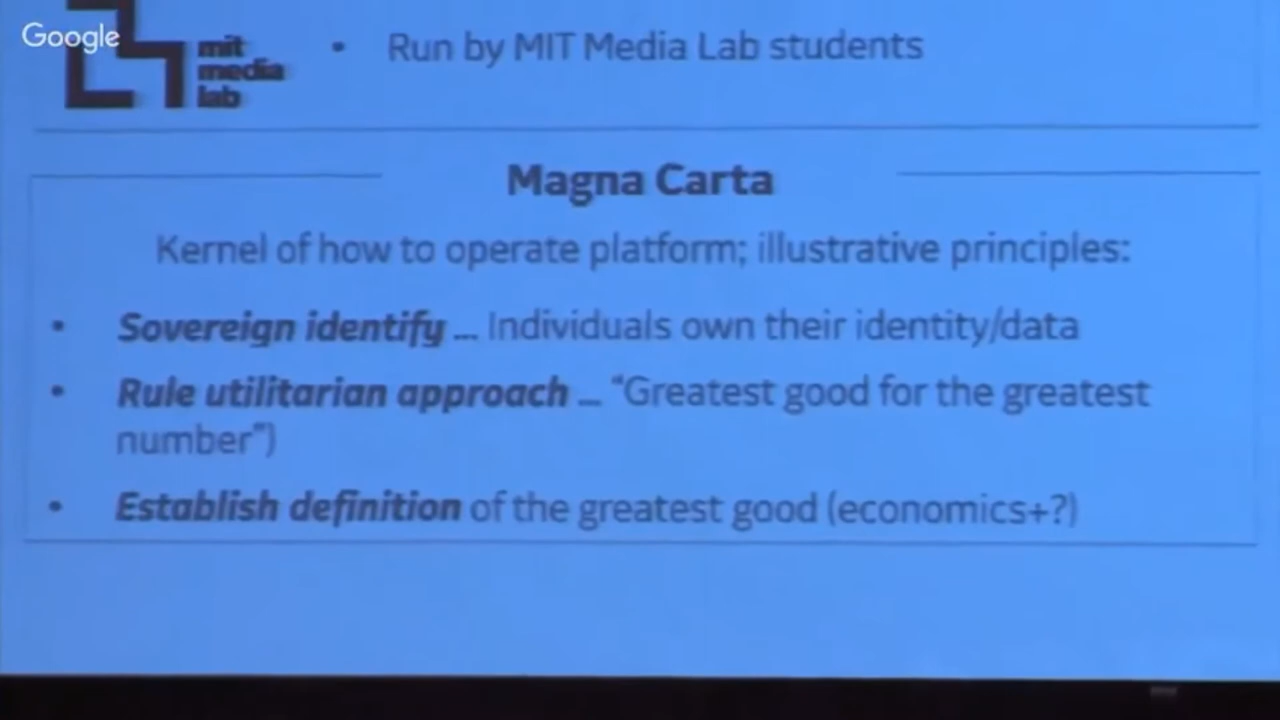 Google
mit
media
lab
• Run by MIT Media Lab students
Magna Carta
Kernel of how to operate platform; illustrative principles:
• Sovereign identify ... Individuals own their identity/data
• Rule utilitarian approach ... "Greatest good for the greatest
number")
• Establish definition of the greatest good (economics+?)